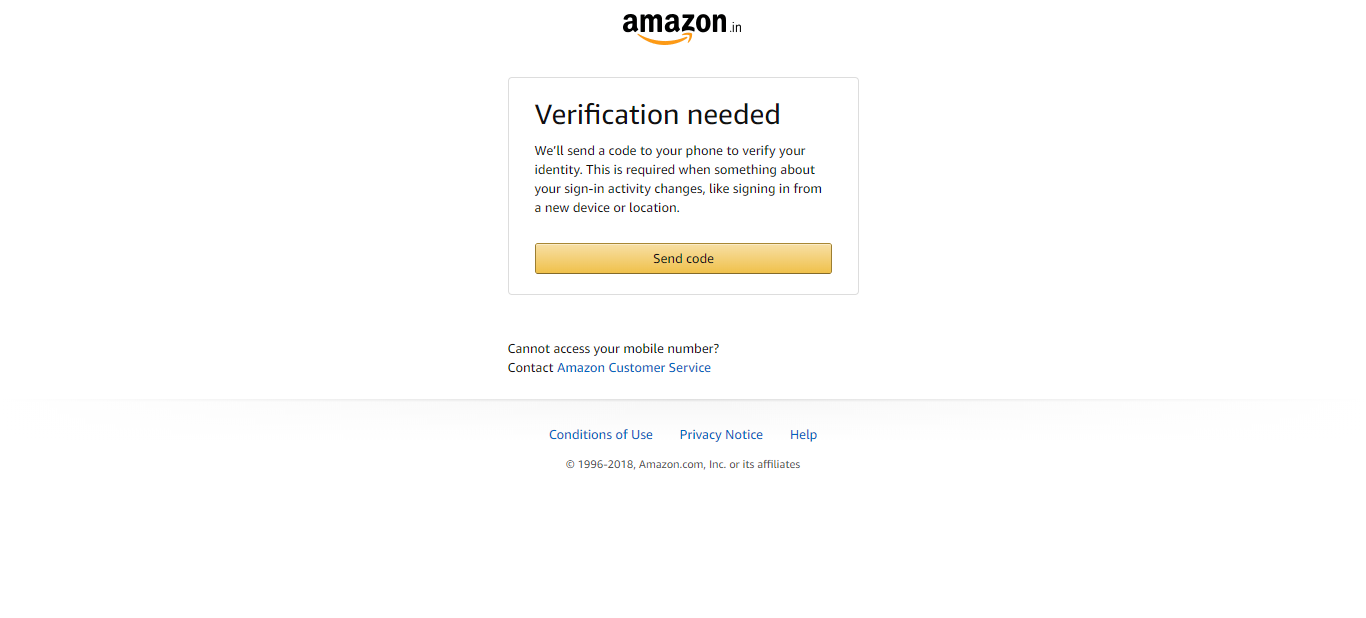 amazon.in
Verification needed
We’ll send a code to your phone to verify your
identity. This is required when something about
your sign-in activity changes, like signing in from
a new device or location.
Send code
Cannot access your mobile number?
Contact Amazon Customer Service
Conditions of Use Privacy Notice Help
© 1996-2018, Amazon.com, Inc. or its affiliates